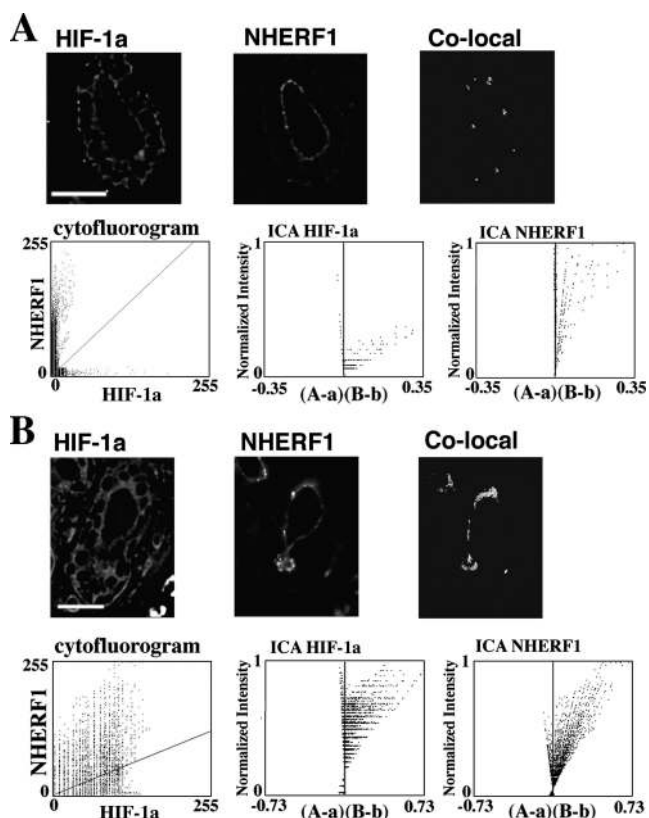 A
HIF-1a NHERF1 Co-local
cytofluorogram ICA HIF-1a ICA NHERF1
255 1 1
NHERF1 Normalized Intensity Normalized Intensity
0 0 0
0 255 -0.35 0.35 -0.35 0.35
HIF-1a (A-a)(B-b) (A-a)(B-b)
B
HIF-1a NHERF1 Co-local
cytofluorogram ICA HIF-1a ICA NHERF1
255 1 1
NHERF1 Normalized Intensity Normalized Intensity
0 0 0
0 255 -0.73 0.73 -0.73 0.73
HIF-1a (A-a)(B-b) (A-a)(B-b)